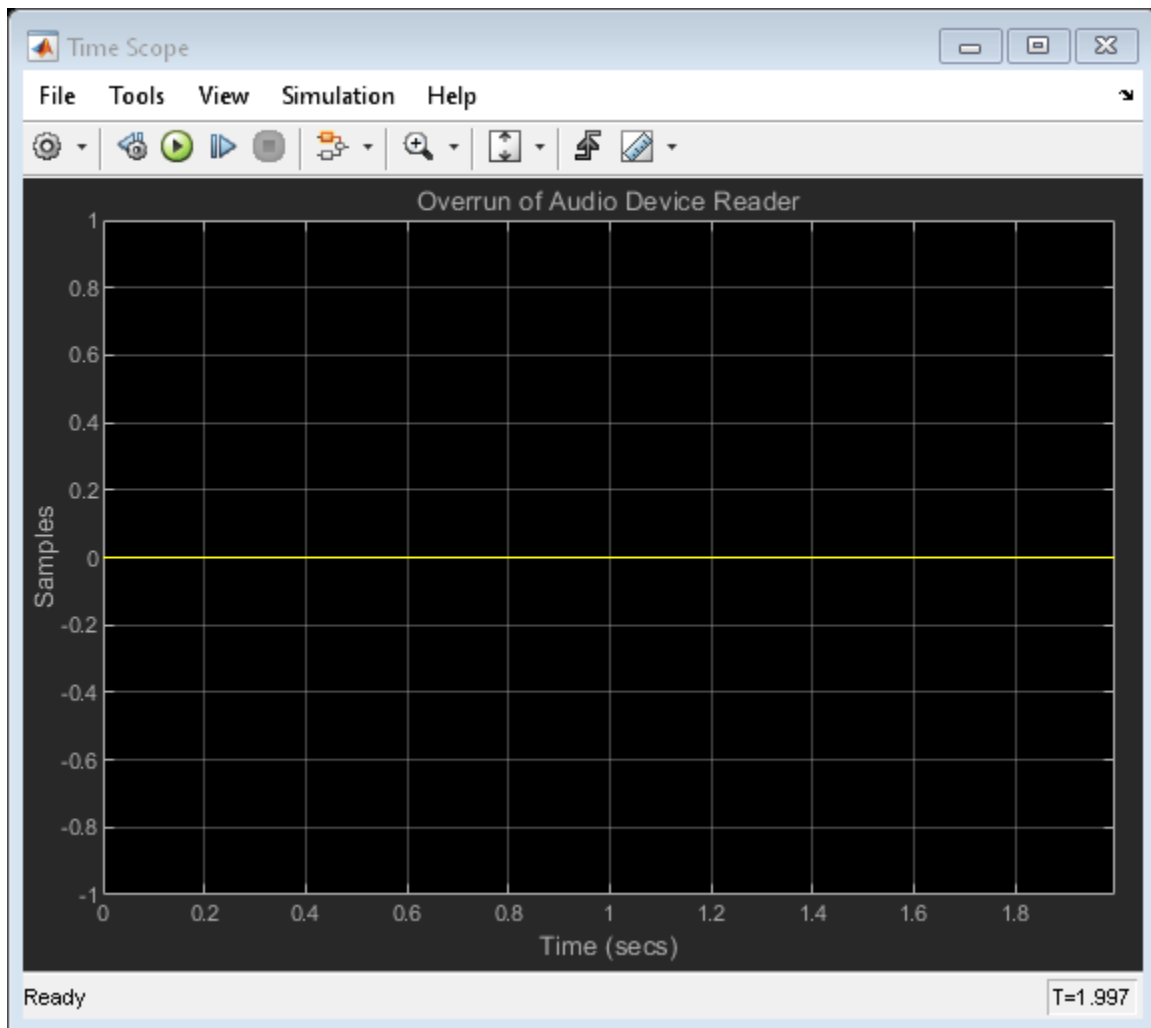 Time Scope
File Tools View Simulation Help
Overrun of Audio Device Reader
1
0.8
0.6
0.4
0.2
0
-0.2
-0.4
-0.6
-0.8
-1
Samples
0 0.2 0.4 0.6 0.8 1 1.2 1.4 1.6 1.8
Time (secs)
Ready T=1.997